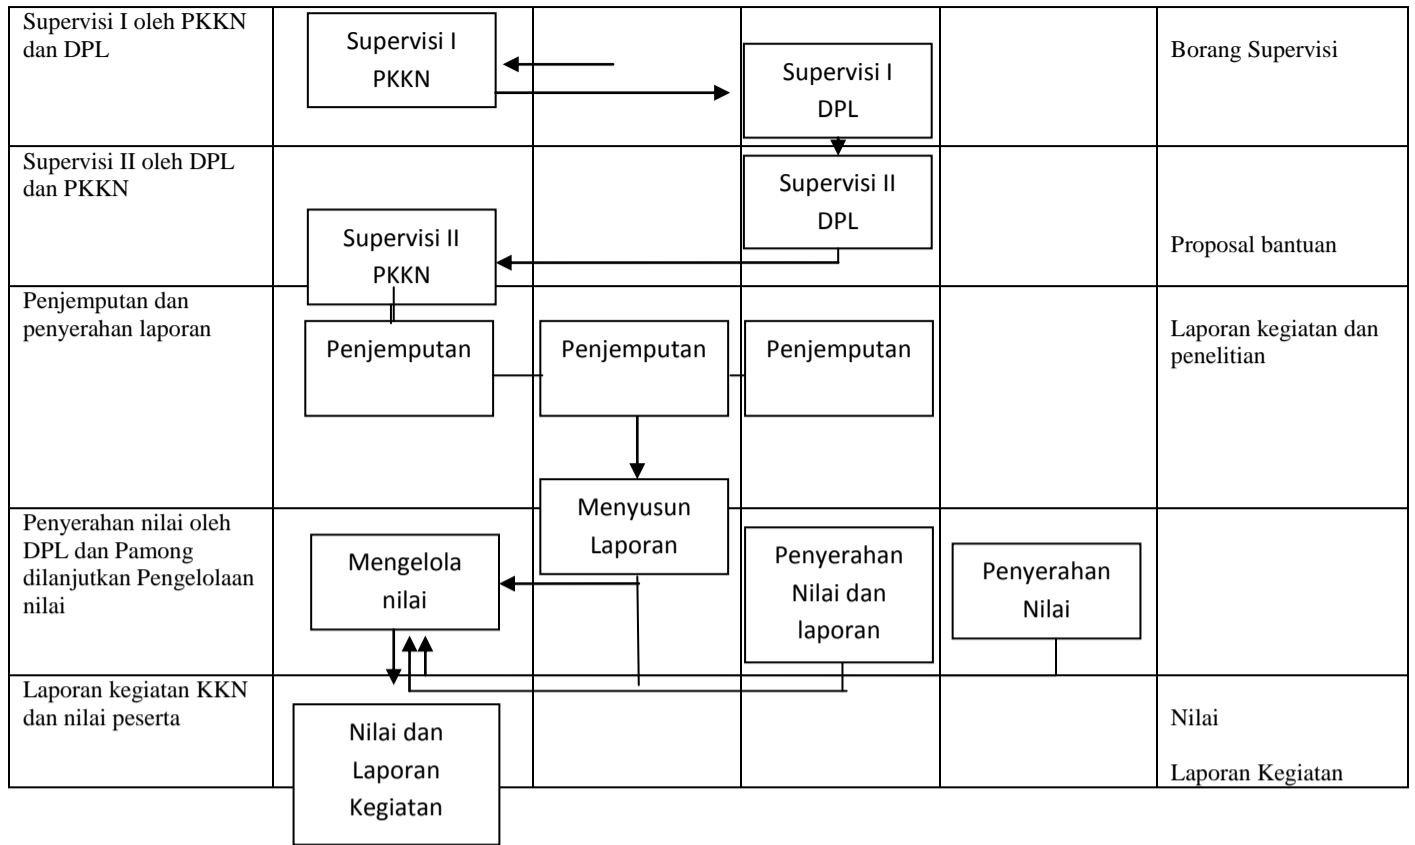 Supervisi I oleh PKKN
dan DPL
Supervisi I
PKKN
Supervisi I
DPL
Borang Supervisi
Supervisi II oleh DPL
dan PKKN
Supervisi II
PKKN
Supervisi II
DPL
Proposal bantuan
Penjemputan dan
penyerahan laporan
Penjemputan
Penjemputan
Penjemputan
Laporan kegiatan dan
penelitian
Menyusun
Laporan
Penyerahan nilai oleh
DPL dan Pamong
dilanjutkan Pengelolaan
nilai
Mengelola
nilai
Penyerahan
Nilai dan
laporan
Penyerahan
Nilai
Laporan kegiatan KKN
dan nilai peserta
Nilai dan
Laporan
Kegiatan
Nilai
Laporan Kegiatan